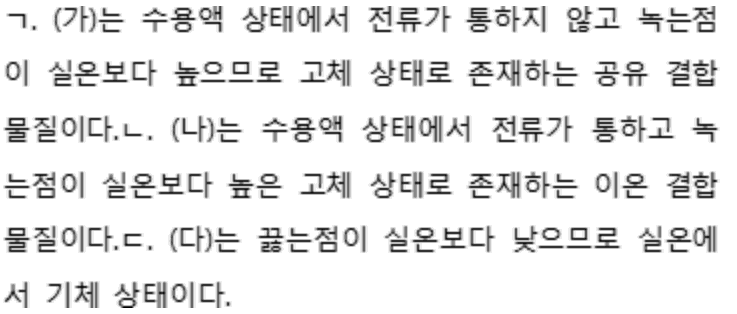 ㄱ. (가)는 수용액 상태에서 전류가 통하지 않고 녹는점
이 실온보다 높으므로 고체 상태로 존재하는 공유 결합
물질이다.ㄴ. (나)는 수용액 상태에서 전류가 통하고 녹
는점이 실온보다 높은 고체 상태로 존재하는 이온 결합
물질이다.ㄷ. (다)는 끓는점이 실온보다 낮으므로 실온에
서 기체 상태이다.